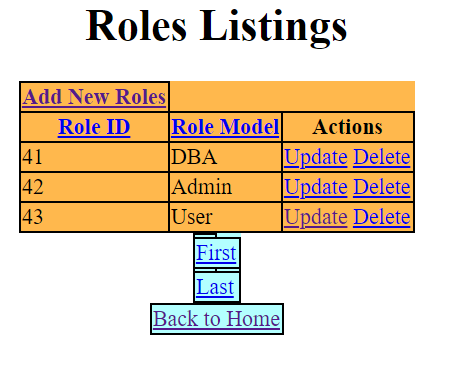 Roles Listings
Add New Roles
Role ID Role Model Actions
41 DBA Update Delete
42 Admin Update Delete
43 User Update Delete
First
Last
Back to Home